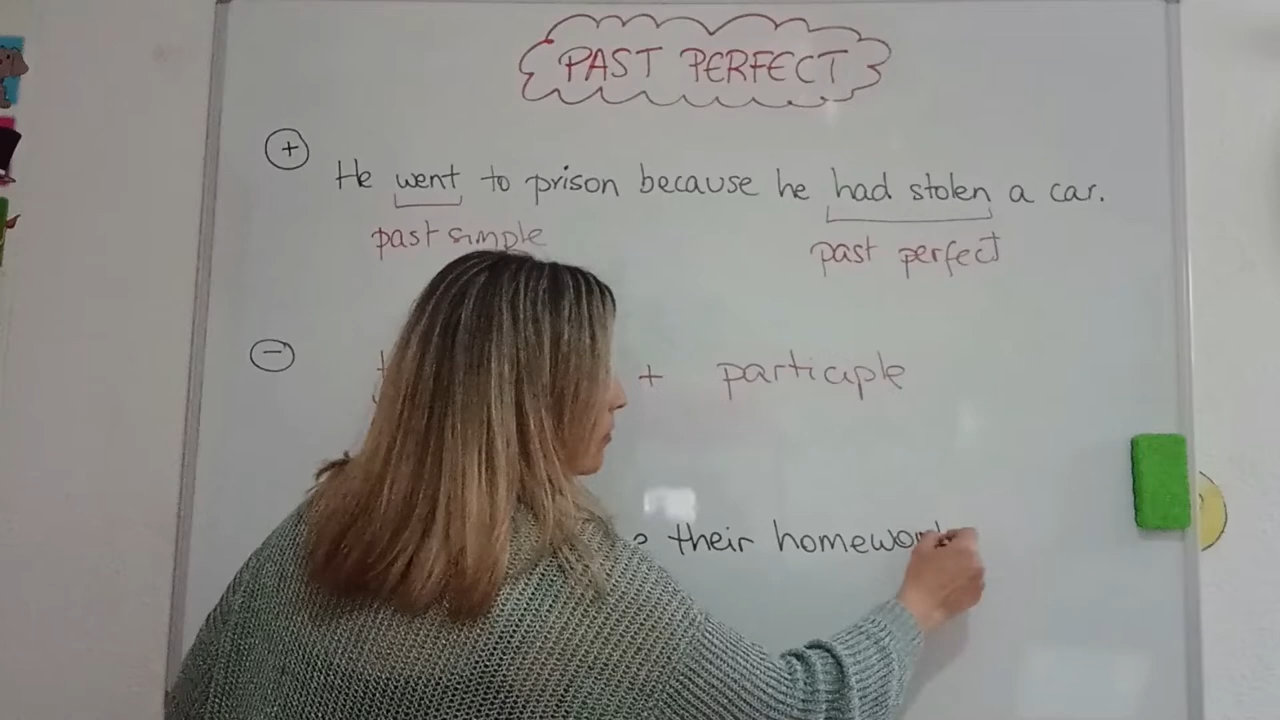 PAST PERFECT
+
He went to prison because he had stolen a car.
past simple past perfect
- + participle
their homework